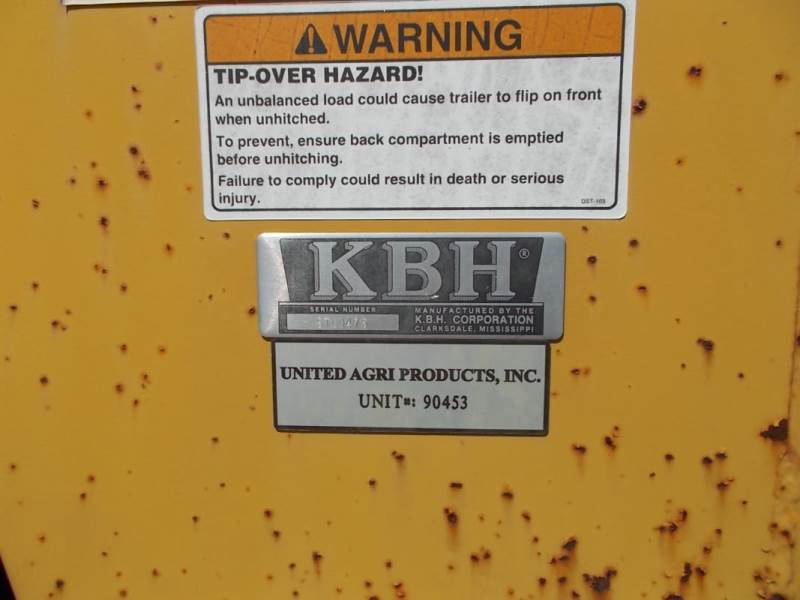 WARNING
TIP-OVER HAZARD!
An unbalanced load could cause trailer to flip on front
when unhitched.
To prevent, ensure back compartment is emptied
before unhitching.
Failure to comply could result in death or serious
injury.
DST-103
KBH®
SERIAL NUMBER
MANUFACTURED BY THE
K.B.H. CORPORATION
CLARKSDALE, MISSISSIPPI
UNITED AGRI PRODUCTS, INC.
UNIT#: 90453